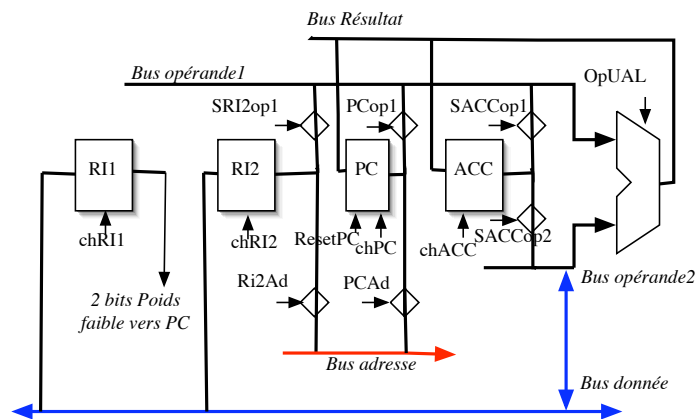 Bus Résultat
Bus opérande1
OpUAL
SRI2op1
PCop1
SACCop1
RI1
RI2
PC
ACC
chRI1
chRI2
ResetPC
chPC
chACC
SACCop2
Ri2Ad
PCAd
Bus opérande2
2 bits Poids
faible vers PC
Bus adresse
Bus donnée